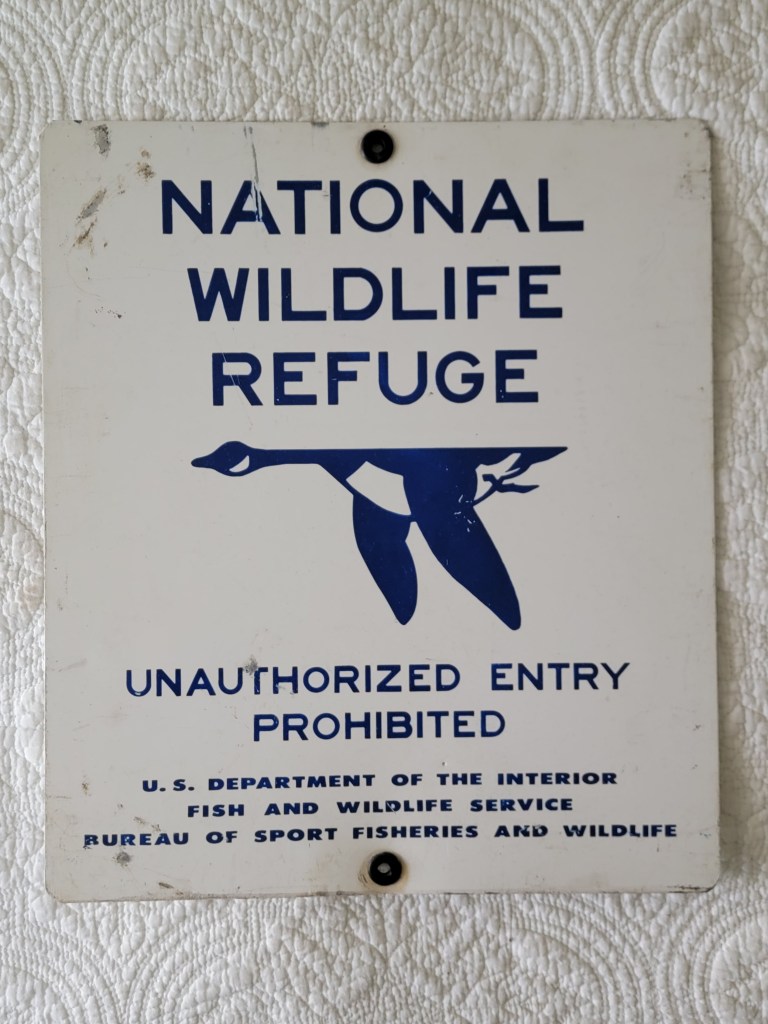 NATIONAL
WILDLIFE
REFUGE
UNAUTHORIZED ENTRY
PROHIBITED
U.S. DEPARTMENT OF THE INTERIOR
FISH AND WILDLIFE SERVICE
BUREAU OF SPORT FISHERIES AND WILDLIFE